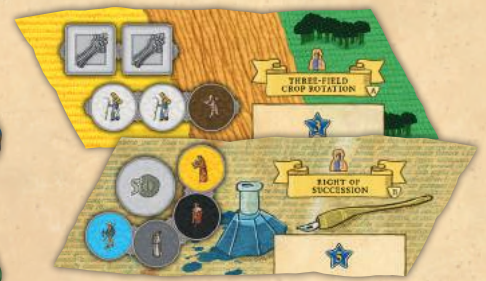 THREE-FIELD
CROP ROTATION
A
3
RIGHT OF
SUCCESSION
B
5